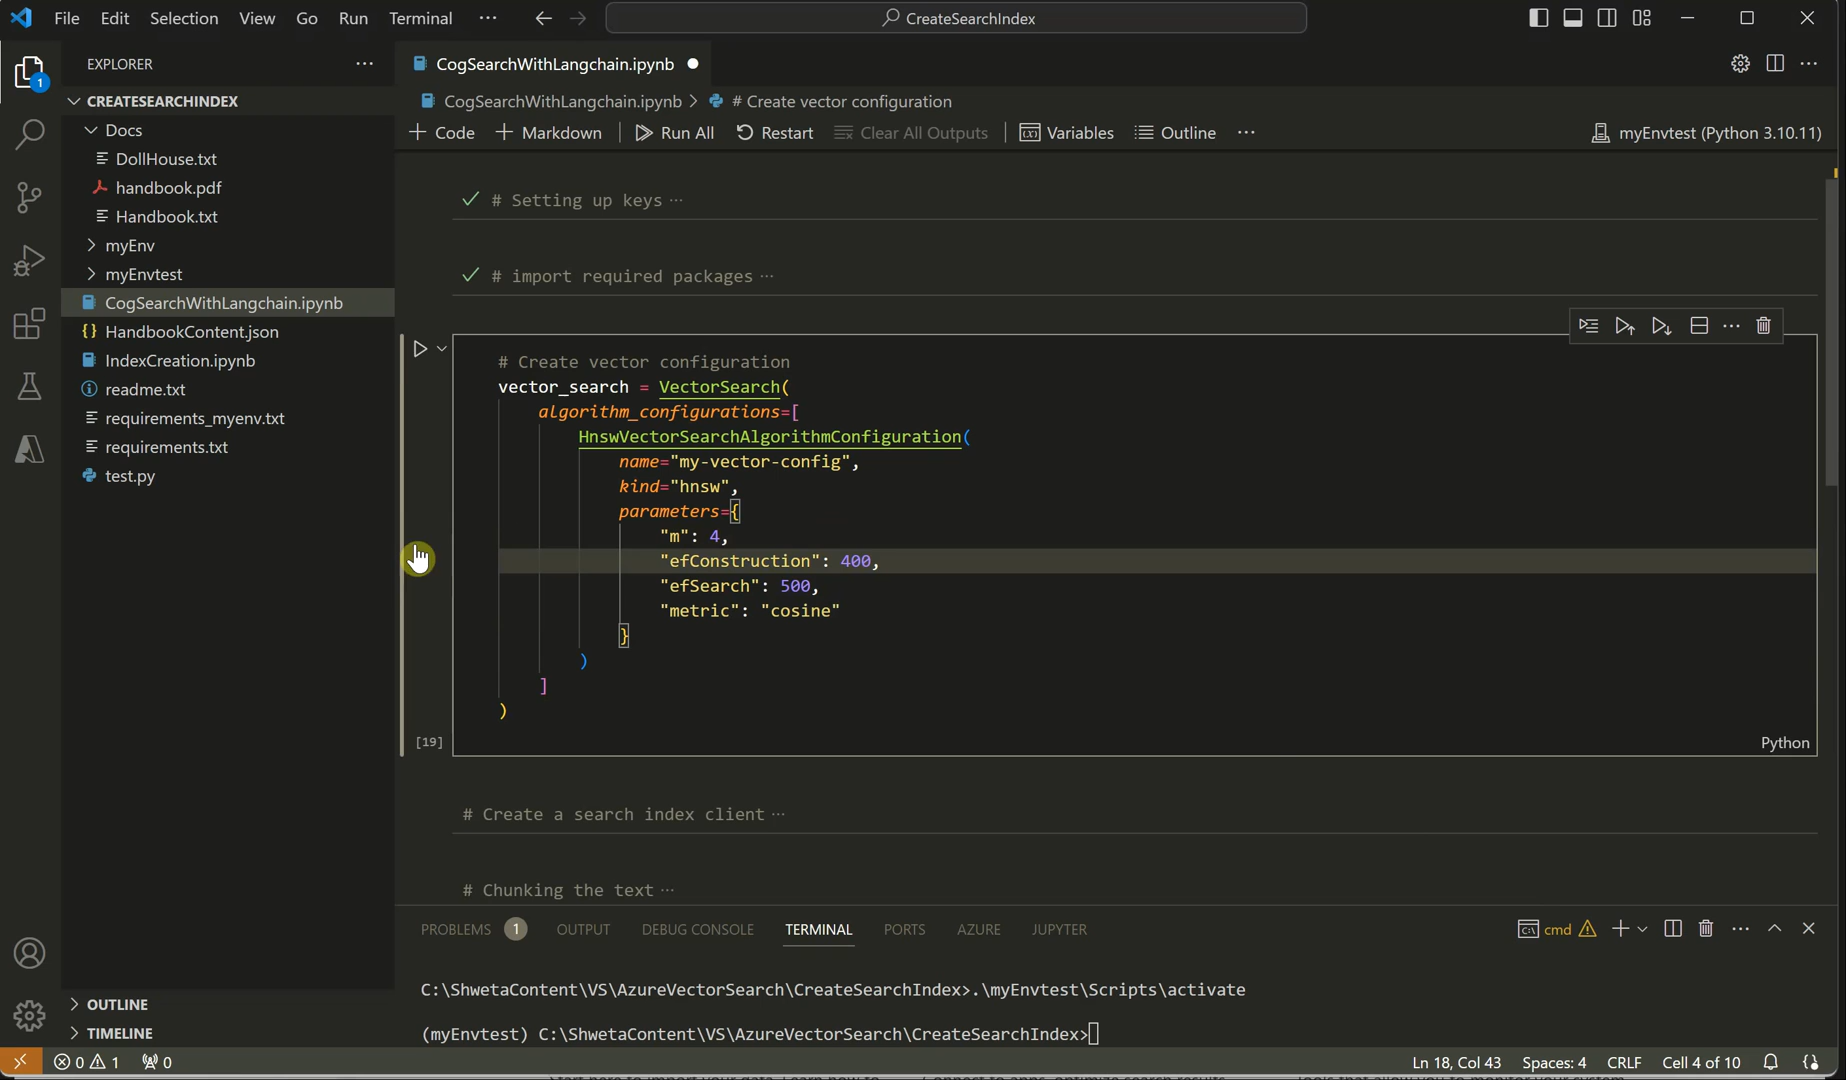 File Edit Selection View Go Run Terminal ··· CreateSearchIndex
EXPLORER ···
1
CREATESEARCHINDEX
Docs
DollHouse.txt
handbook.pdf
Handbook.txt
myEnv
myEnvtest
CogSearchWithLangchain.ipynb
HandbookContent.json
IndexCreation.ipynb
readme.txt
requirements_myenv.txt
requirements.txt
test.py
OUTLINE
TIMELINE
CogSearchWithLangchain.ipynb
CogSearchWithLangchain.ipynb > # Create vector configuration
+ Code + Markdown Run All Restart Clear All Outputs Variables Outline ··· myEnvtest (Python 3.10.11)
# Setting up keys ···
# import required packages ···
# Create vector configuration
vector_search = VectorSearch(
algorithm_configurations=[
HnswVectorSearchAlgorithmConfiguration(
name="my-vector-config",
kind="hnsw",
parameters={
"m": 4,
"efConstruction": 400,
"efSearch": 500,
"metric": "cosine"
}
)
]
)
[19] Python
# Create a search index client ···
# Chunking the text ···
PROBLEMS 1 OUTPUT DEBUG CONSOLE TERMINAL PORTS AZURE JUPYTER cmd
C:\ShwetaContent\VS\AzureVectorSearch\CreateSearchIndex>.\myEnvtest\Scripts\activate
(myEnvtest) C:\ShwetaContent\VS\AzureVectorSearch\CreateSearchIndex>
0 1 0 Ln 18, Col 43 Spaces: 4 CRLF Cell 4 of 10